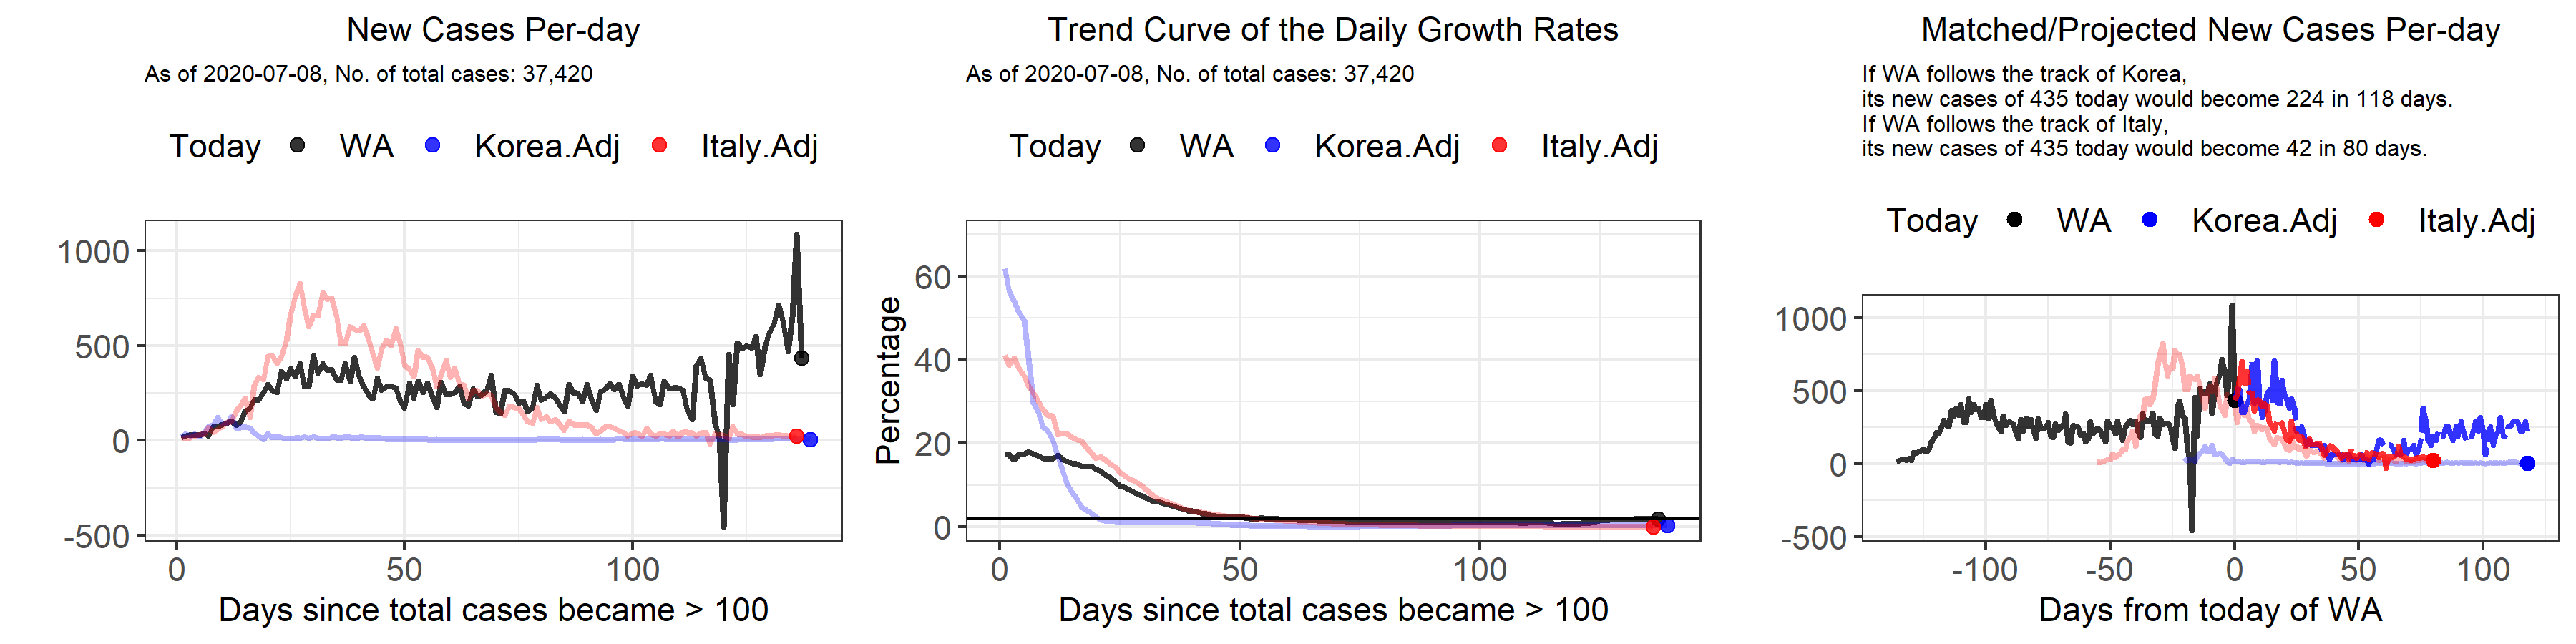 New Cases Per-day
As of 2020-07-08, No. of total cases: 37,420
Today WA Korea.Adj Italy.Adj
1000
500
0
-500
0 50 100
Days since total cases became > 100
Trend Curve of the Daily Growth Rates
As of 2020-07-08, No. of total cases: 37,420
Today WA Korea.Adj Italy.Adj
Percentage
60
40
20
0
0 50 100
Days since total cases became > 100
Matched/Projected New Cases Per-day
If WA follows the track of Korea,
its new cases of 435 today would become 224 in 118 days.
If WA follows the track of Italy,
its new cases of 435 today would become 42 in 80 days.
Today WA Korea.Adj Italy.Adj
1000
500
0
-500
-100 -50 0 50 100
Days from today of WA